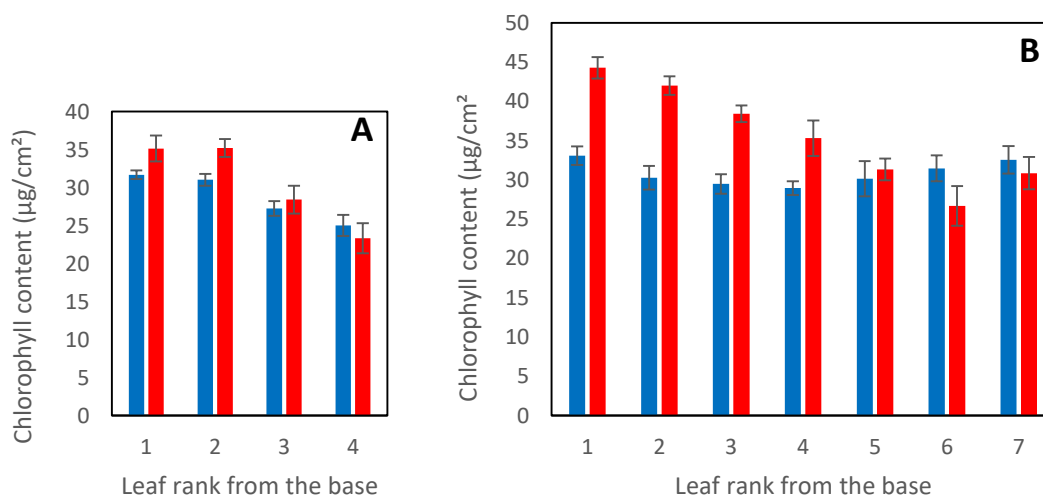 A
Chlorophyll content (µg/cm²)
40
35
30
25
20
15
10
5
0
1 2 3 4
Leaf rank from the base
B
Chlorophyll content (µg/cm²
50
45
40
35
30
25
20
15
10
5
0
1 2 3 4 5 6 7
Leaf rank from the base